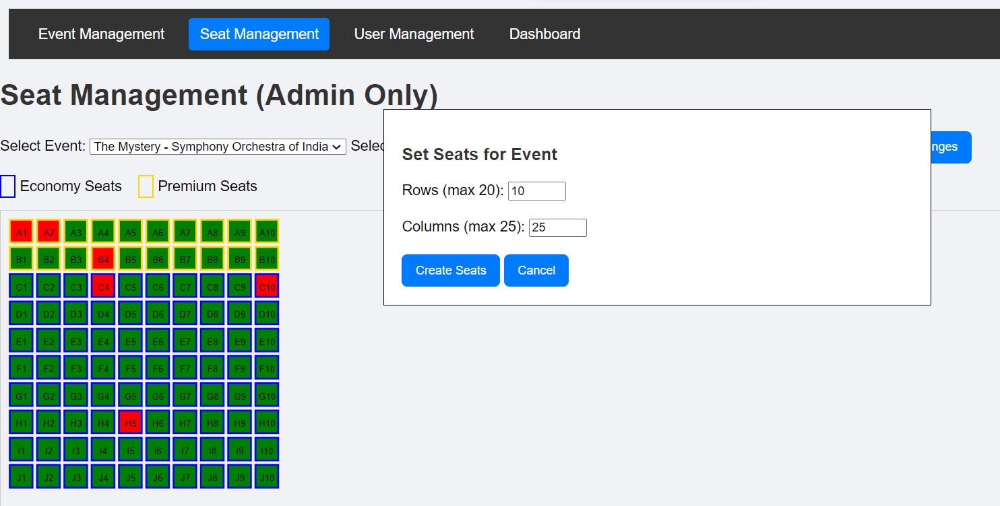 Event Management Seat Management User Management Dashboard
Seat Management (Admin Only)
Select Event: The Mystery - Symphony Orchestra of India Selec
nges
Economy Seats Premium Seats
Set Seats for Event
Rows (max 20): 10
Columns (max 25): 25
Create Seats Cancel
A1 A2 A3 A4 A5 A6 A7 A8 A9 A10
B1 B2 B3 B4 B5 B6 B7 B8 B9 B10
C1 C2 C3 C4 C5 C6 C7 C8 C9 C10
D1 D2 D3 D4 D5 D6 D7 D8 D9 D10
E1 E2 E3 E4 E5 E6 E7 E8 E9 E10
F1 F2 F3 F4 F5 F6 F7 F8 F9 F10
G1 G2 G3 G4 G5 G6 G7 G8 G9 G10
H1 H2 H3 H4 H5 H6 H7 H8 H9 H10
I1 I2 I3 I4 I5 I6 I7 I8 I9 I10
J1 J2 J3 J4 J5 J6 J7 J8 J9 J10